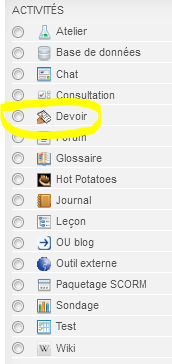 ACTIVITÉS
Atelier
Base de données
Chat
Consultation
Devoir
Forum
Glossaire
Hot Potatoes
Journal
Leçon
OU blog
Outil externe
Paquetage SCORM
Sondage
Test
Wiki